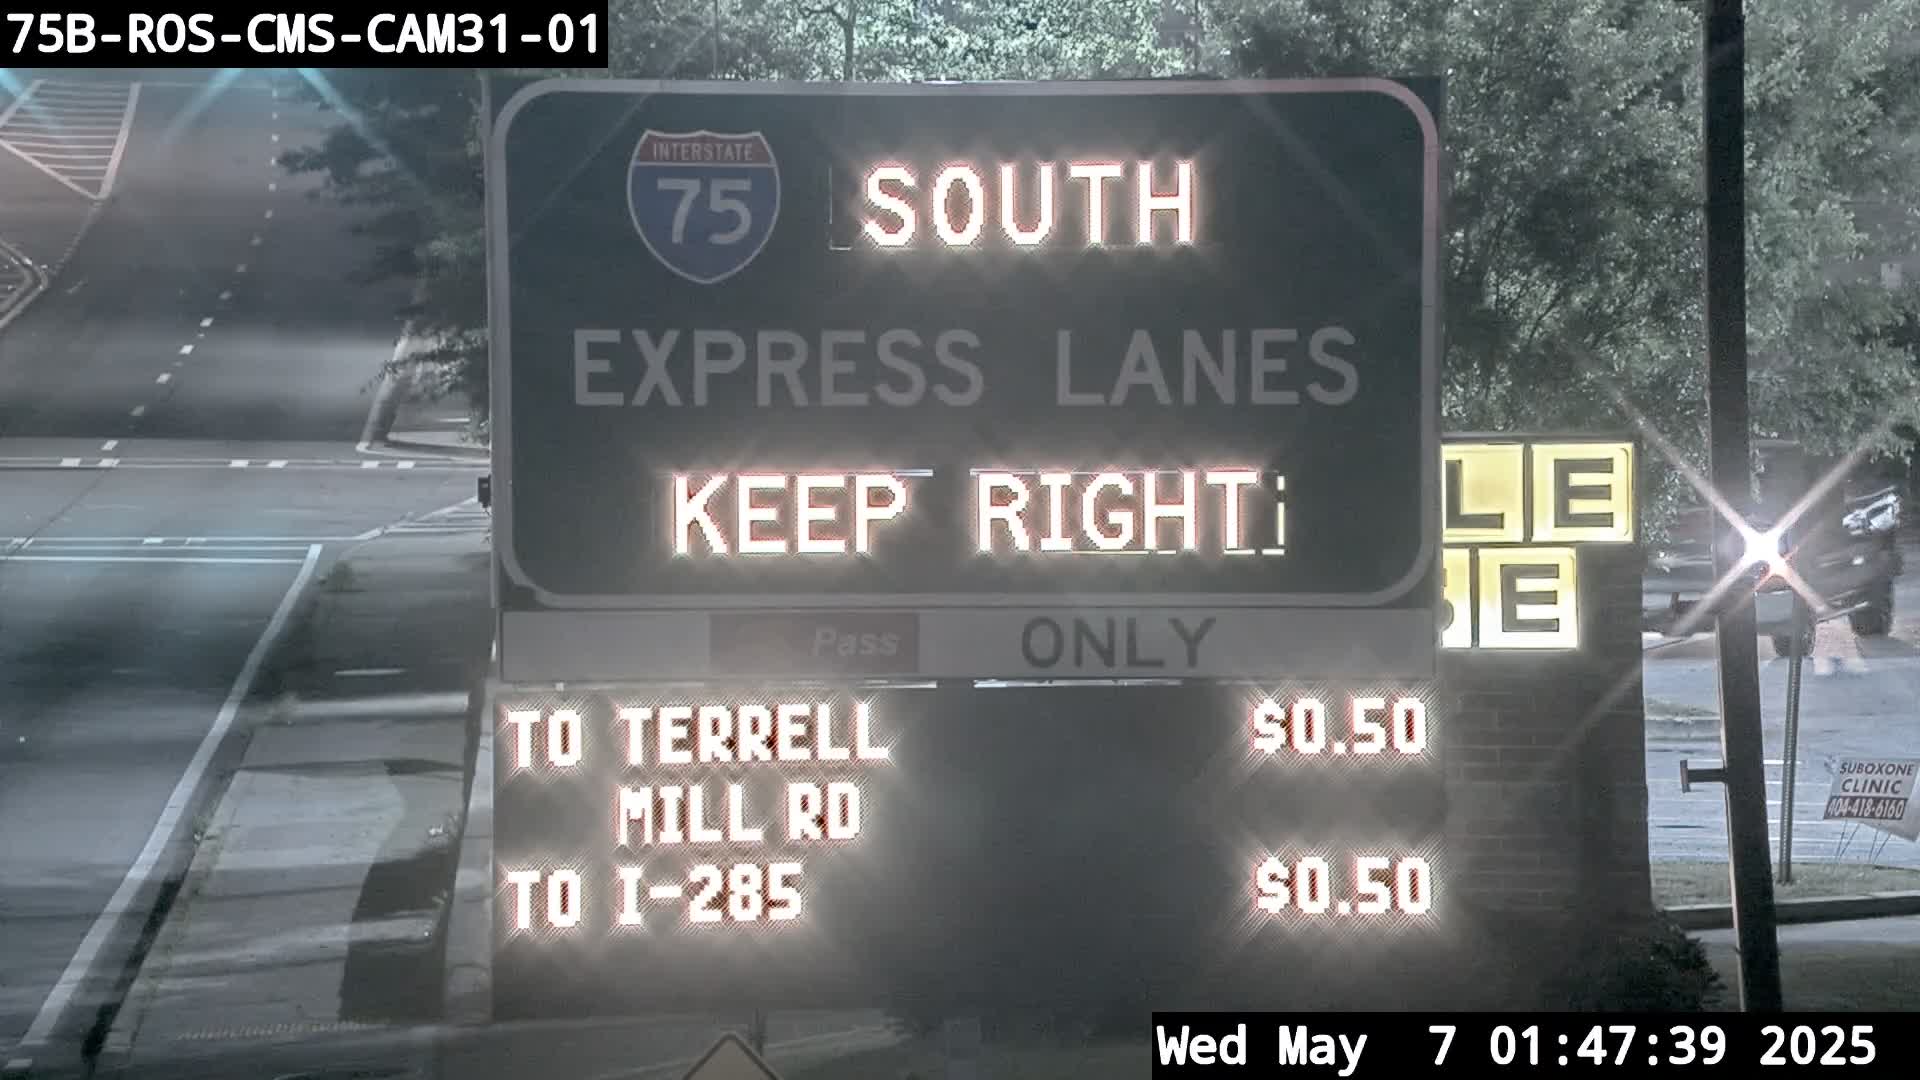 75B-ROS-CMS-CAM31-01
INTERSTATE
75
SOUTH
EXPRESS LANES
KEEP RIGHT
Pass ONLY
TO TERRELL $0.50
MILL RD
TO I-285 $0.50
LE
E
SUBOXONE
CLINIC
404-418-6160
Wed May 7 01:47:39 2025